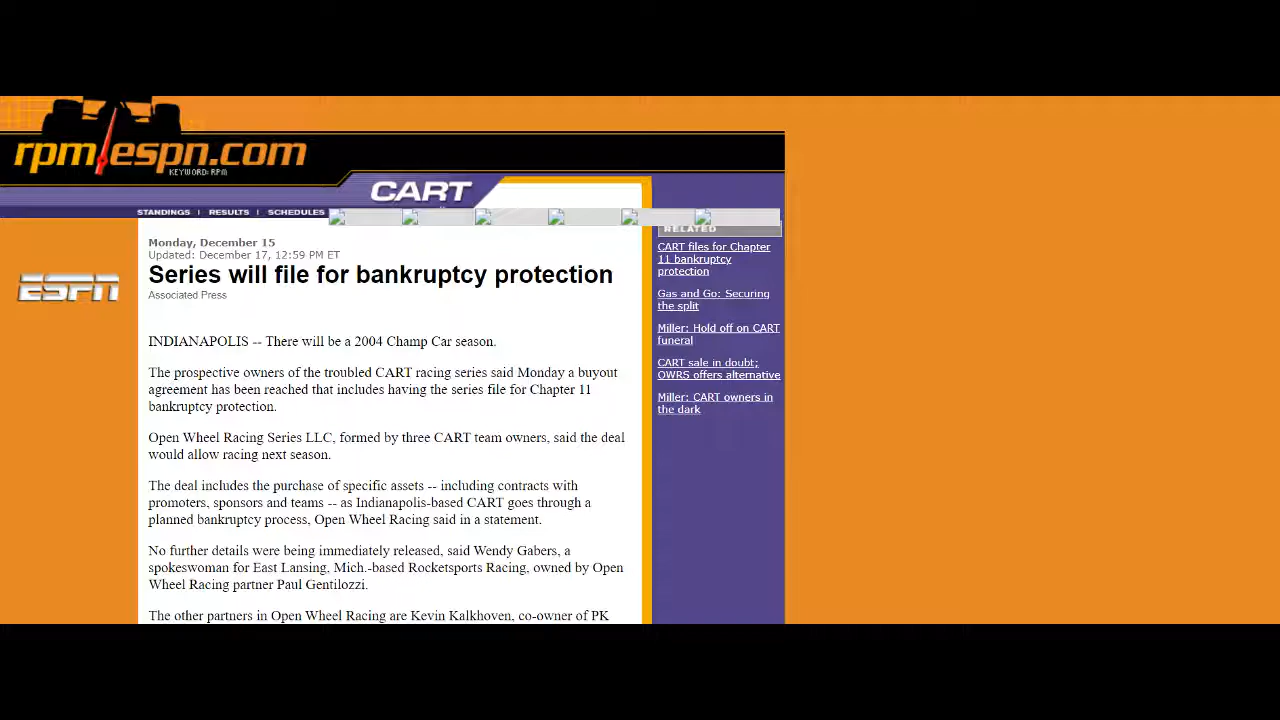 rpm.espn.com
KEYWORD: RPM
CART
STANDINGS | RESULTS | SCHEDULES
ESPN
Monday, December 15
Updated: December 17, 12:59 PM ET
Series will file for bankruptcy protection
Associated Press
INDIANAPOLIS -- There will be a 2004 Champ Car season.
The prospective owners of the troubled CART racing series said Monday a buyout
agreement has been reached that includes having the series file for Chapter 11
bankruptcy protection.
Open Wheel Racing Series LLC, formed by three CART team owners, said the deal
would allow racing next season.
The deal includes the purchase of specific assets -- including contracts with
promoters, sponsors and teams -- as Indianapolis-based CART goes through a
planned bankruptcy process, Open Wheel Racing said in a statement.
No further details were being immediately released, said Wendy Gabers, a
spokeswoman for East Lansing, Mich.-based Rocketsports Racing, owned by Open
Wheel Racing partner Paul Gentilozzi.
The other partners in Open Wheel Racing are Kevin Kalkhoven, co-owner of PK
RELATED
CART files for Chapter
11 bankruptcy
protection
Gas and Go: Securing
the split
Miller: Hold off on CART
funeral
CART sale in doubt;
OWRS offers alternative
Miller: CART owners in
the dark